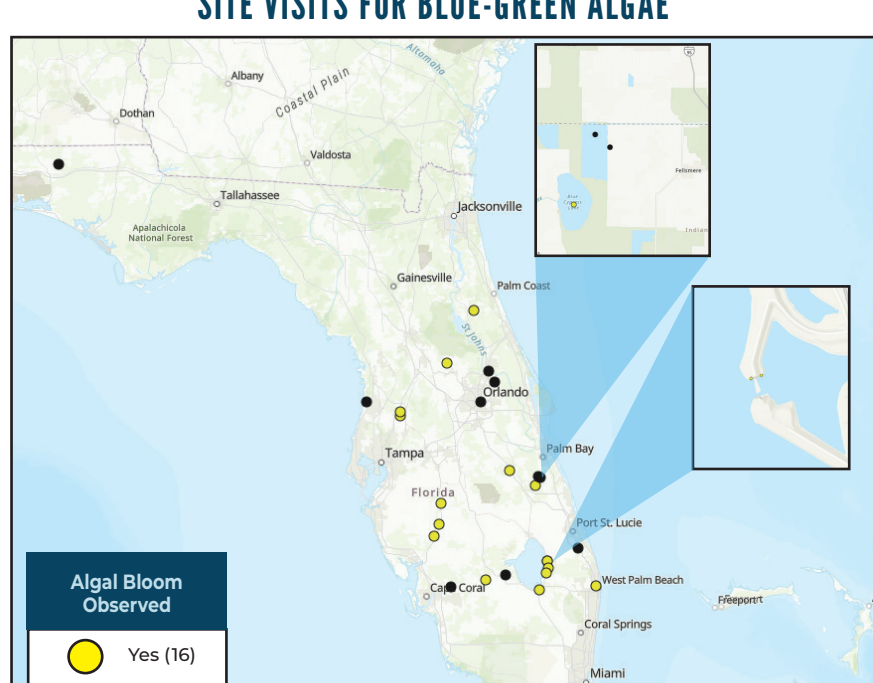 SITE VISITS FOR BLUE-GREEN ALGAE
Altamaha
Albany
Coastal Plain
Dothan
Valdosta
Tallahassee
Jacksonville
Apalachicola
National Forest
Gainesville
Palm Coast
St Johns
Orlando
Tampa
Palm Bay
Florida
Port St. Lucie
Cape Coral
West Palm Beach
Freeport
Coral Springs
Miami
Fellsmere
Blue
Indian
Algal Bloom
Observed
Yes (16)